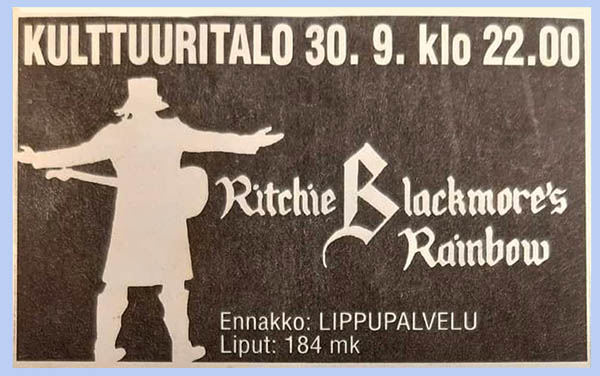 KULTTUURITALO 30. 9. klo 22.00
Ritchie Blackmore's
Rainbow
Ennakko: LIPPUPALVELU
Liput: 184 mk